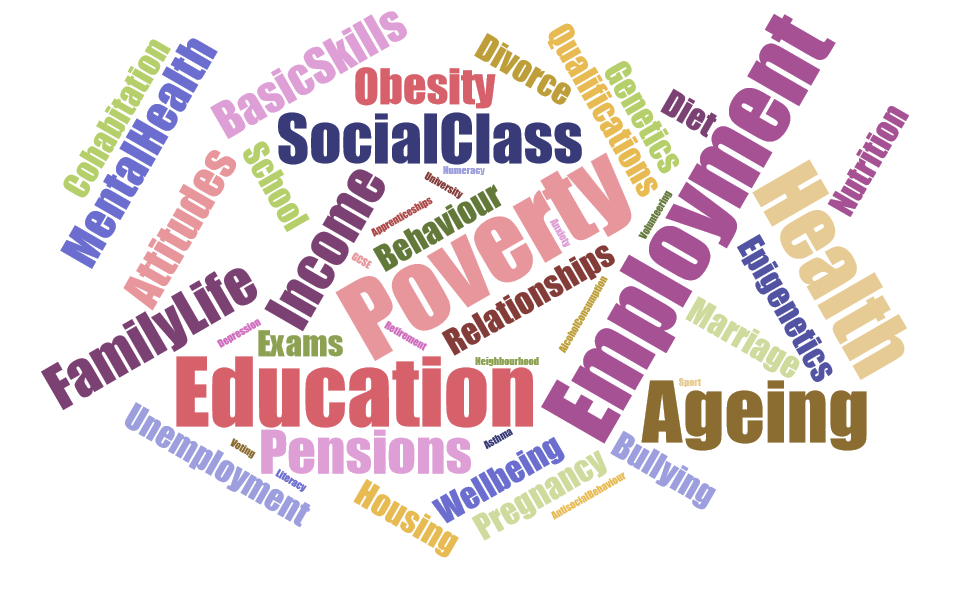 Cohabitation
MentalHealth
BasicSkills
Obesity
Divorce
Qualifications
Genetics
Diet
Employment
Nutrition
SocialClass
School
Attitudes
Numeracy
University
Income
Apprenticeships
Behaviour
GCSE
Poverty
Anxiety
Volunteering
Health
Epigenetics
Relationships
AlcoholConsumption
Marriage
FamilyLife
Depression
Exams
Retirement
Neighbourhood
Education
Sport
Ageing
Unemployment
Voting
Literacy
Pensions
Asthma
Wellbeing
Pregnancy
Bullying
Housing
AntisocialBehaviour